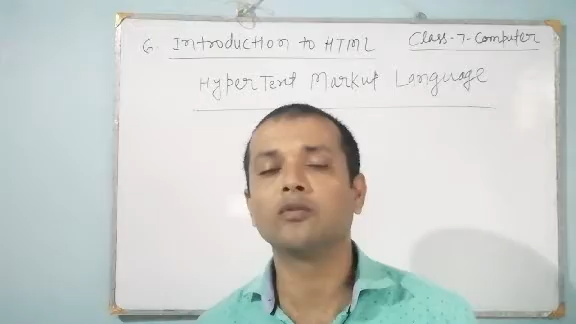 6. Introduction to HTML
Class-7-Computer
HyperText Markup Language